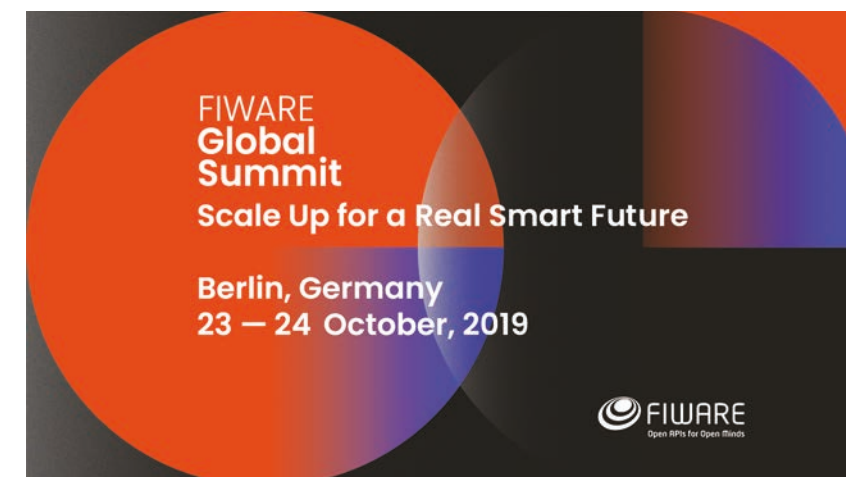 FIWARE
Global
Summit
Scale Up for a Real Smart Future
Berlin, Germany
23 — 24 October, 2019
FIWARE
Open APIs for Open Minds